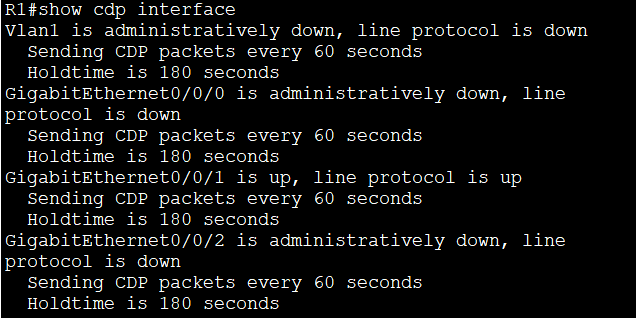 R1#show cdp interface
Vlan1 is administratively down, line protocol is down
  Sending CDP packets every 60 seconds
  Holdtime is 180 seconds
GigabitEthernet0/0/0 is administratively down, line
protocol is down
  Sending CDP packets every 60 seconds
  Holdtime is 180 seconds
GigabitEthernet0/0/1 is up, line protocol is up
  Sending CDP packets every 60 seconds
  Holdtime is 180 seconds
GigabitEthernet0/0/2 is administratively down, line
protocol is down
  Sending CDP packets every 60 seconds
  Holdtime is 180 seconds